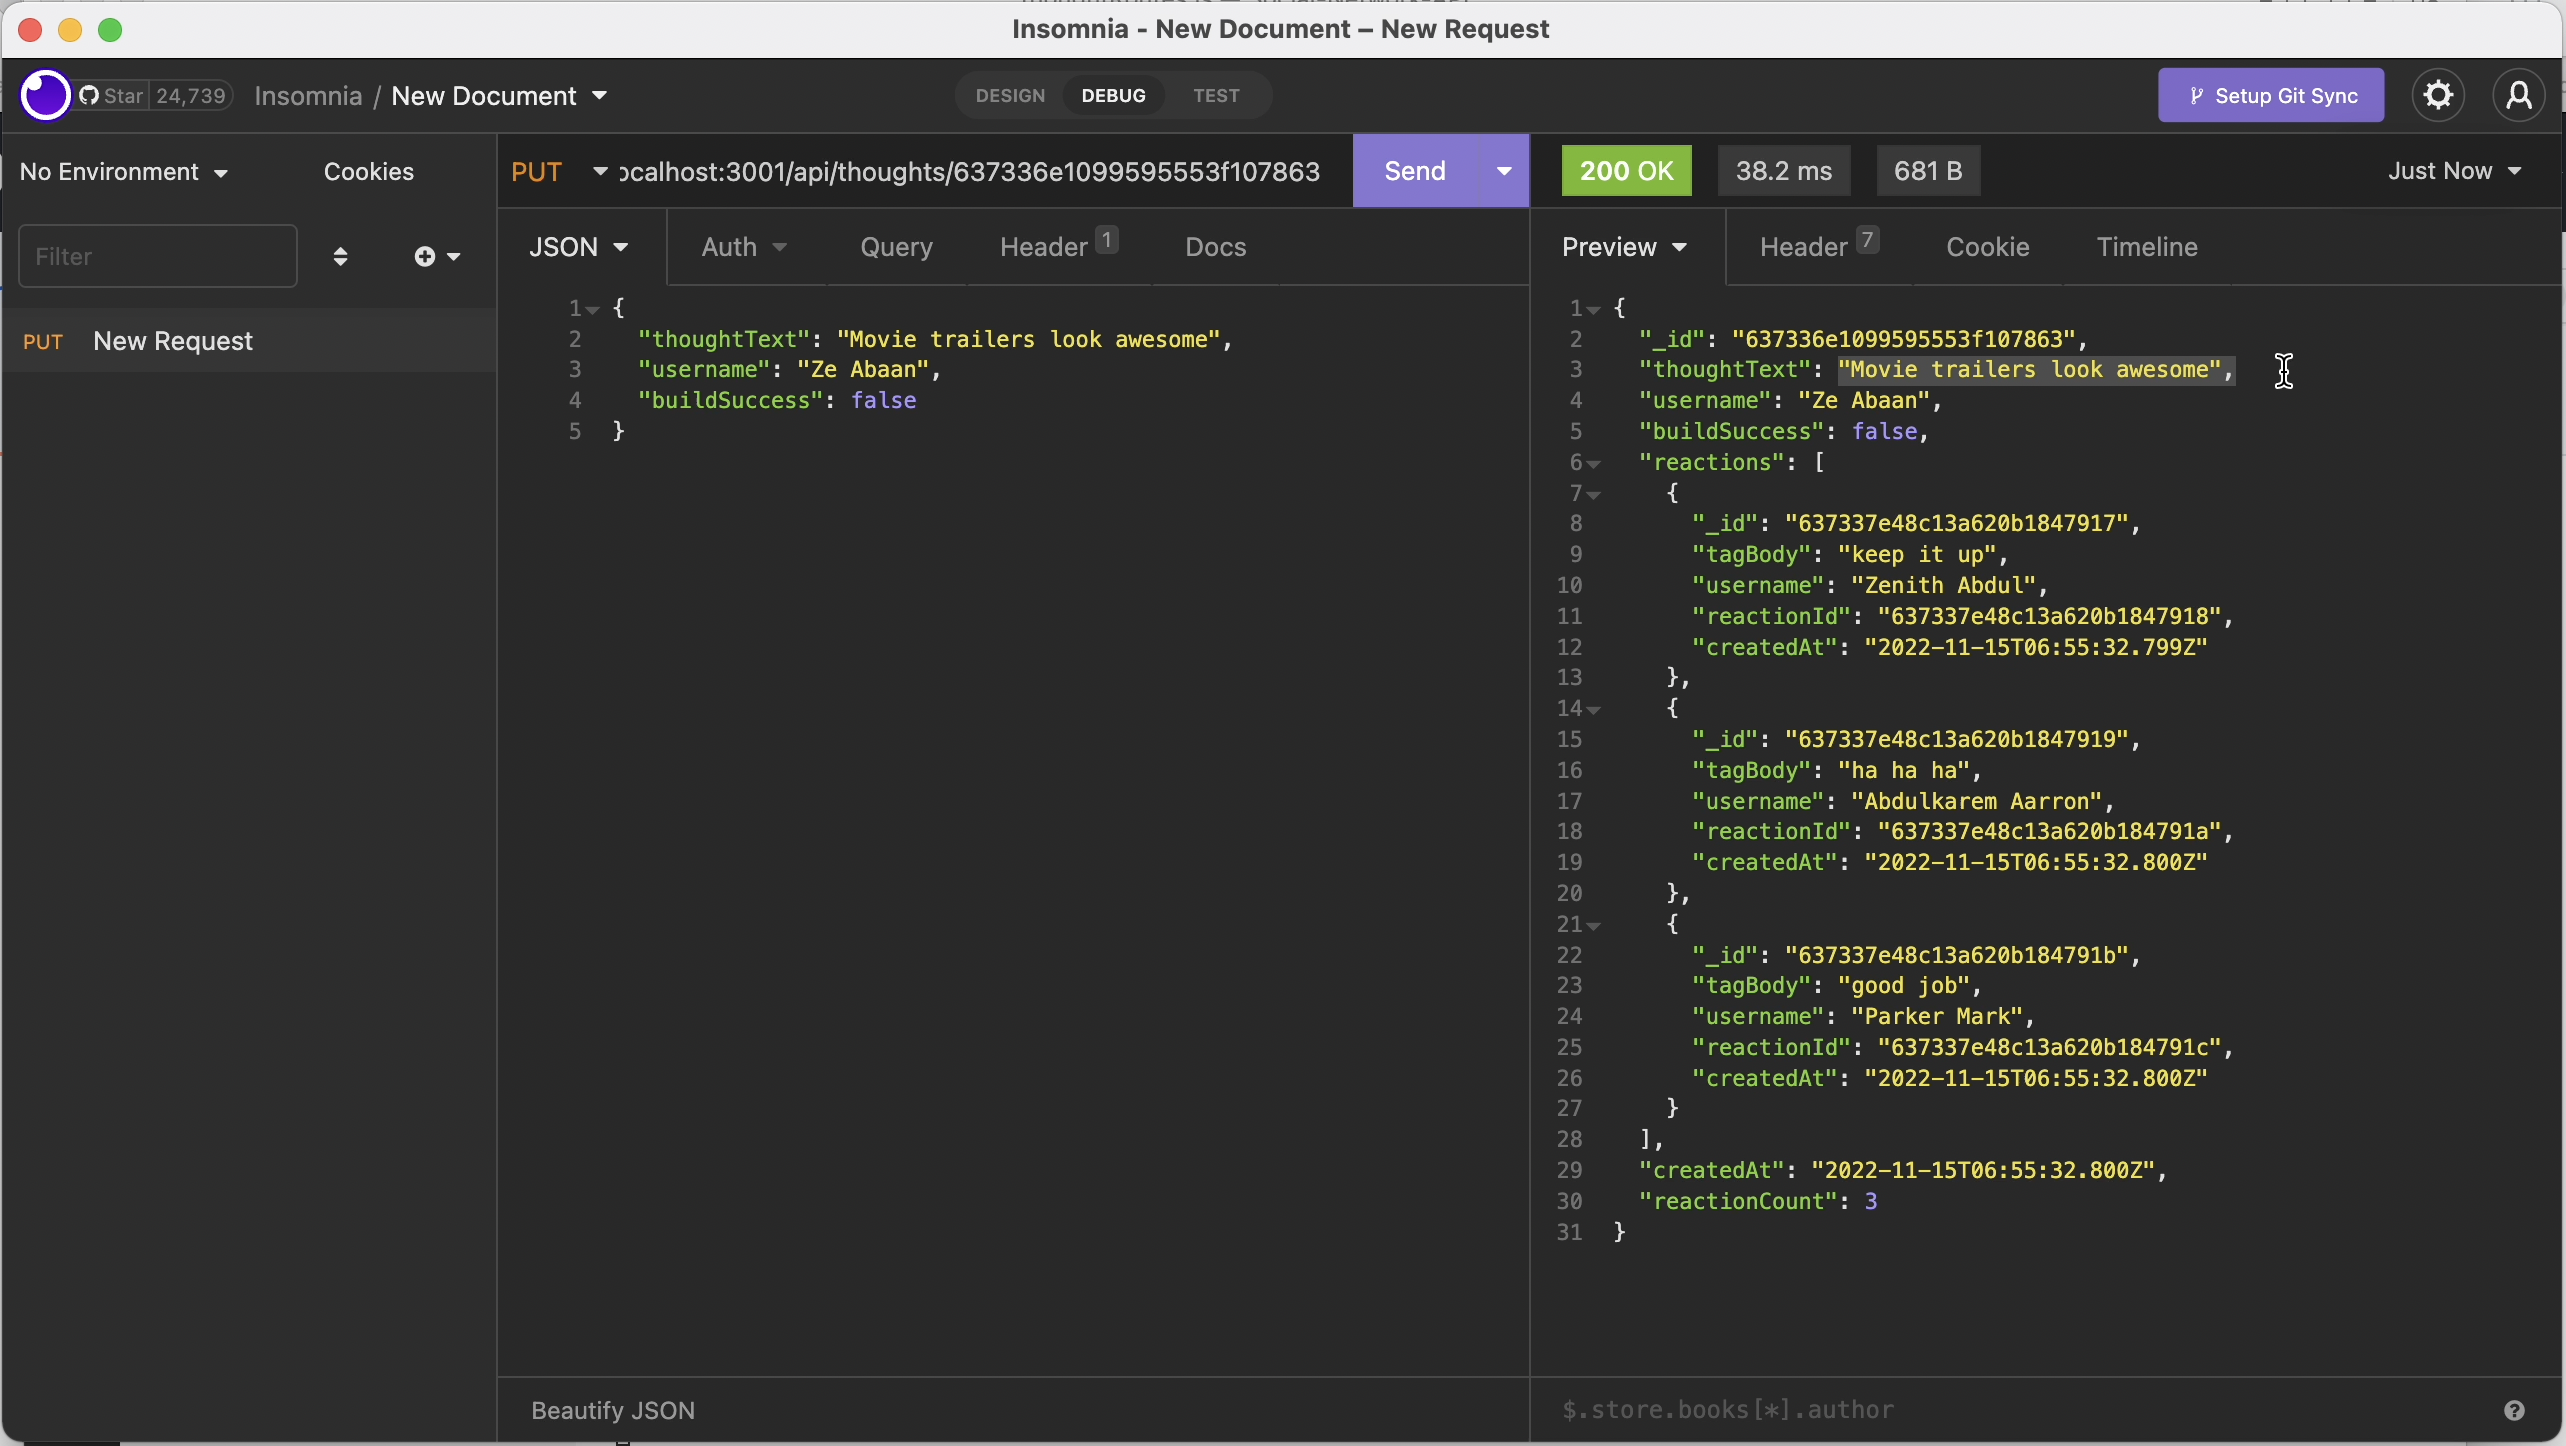 Insomnia - New Document – New Request
Star 24,739 Insomnia / New Document DESIGN DEBUG TEST Setup Git Sync
No Environment Cookies PUT ocalhost:3001/api/thoughts/637336e1099595553f107863 Send 200 OK 38.2 ms 681 B Just Now
Filter JSON Auth Query Header 1 Docs Preview Header 7 Cookie Timeline
PUT New Request
1 {
2 "thoughtText": "Movie trailers look awesome",
3 "username": "Ze Abaan",
4 "buildSuccess": false
5 }
Beautify JSON
1 {
2 "_id": "637336e1099595553f107863",
3 "thoughtText": "Movie trailers look awesome",
4 "username": "Ze Abaan",
5 "buildSuccess": false,
6 "reactions": [
7 {
8 "_id": "637337e48c13a620b1847917",
9 "tagBody": "keep it up",
10 "username": "Zenith Abdul",
11 "reactionId": "637337e48c13a620b1847918",
12 "createdAt": "2022-11-15T06:55:32.799Z"
13 },
14 {
15 "_id": "637337e48c13a620b1847919",
16 "tagBody": "ha ha ha",
17 "username": "Abdulkarem Aarron",
18 "reactionId": "637337e48c13a620b184791a",
19 "createdAt": "2022-11-15T06:55:32.800Z"
20 },
21 {
22 "_id": "637337e48c13a620b184791b",
23 "tagBody": "good job",
24 "username": "Parker Mark",
25 "reactionId": "637337e48c13a620b184791c",
26 "createdAt": "2022-11-15T06:55:32.800Z"
27 }
28 ],
29 "createdAt": "2022-11-15T06:55:32.800Z",
30 "reactionCount": 3
31 }
$.store.books[*].author